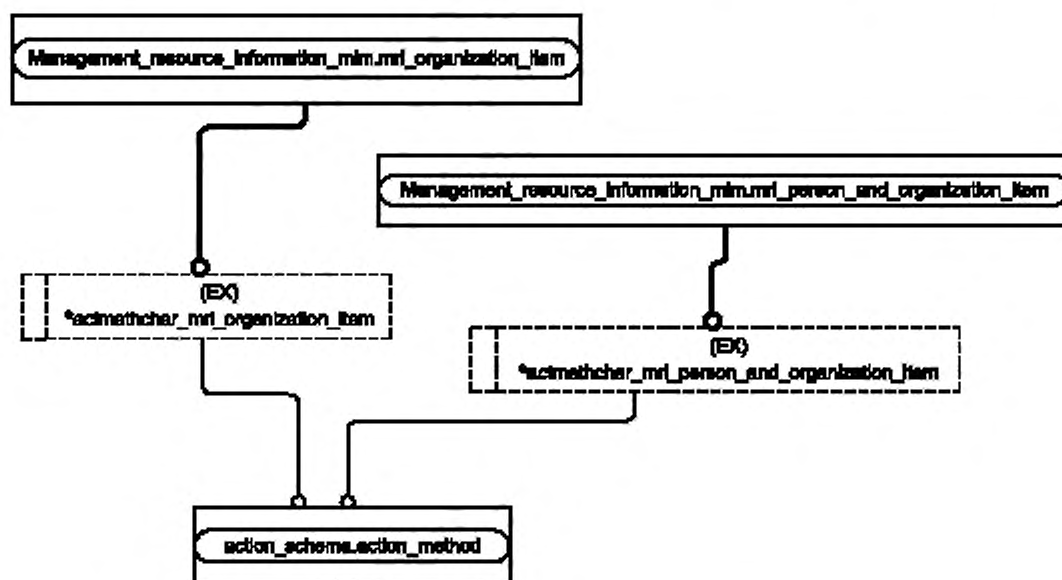 Management_resource_information_mim.mri_organization_item
Management_resource_information_mim.mri_person_and_organization_item
(EX)
*actmethchar_mri_organization_item
(EX)
*actmethchar_mri_person_and_organization_item
action_schema.action_method